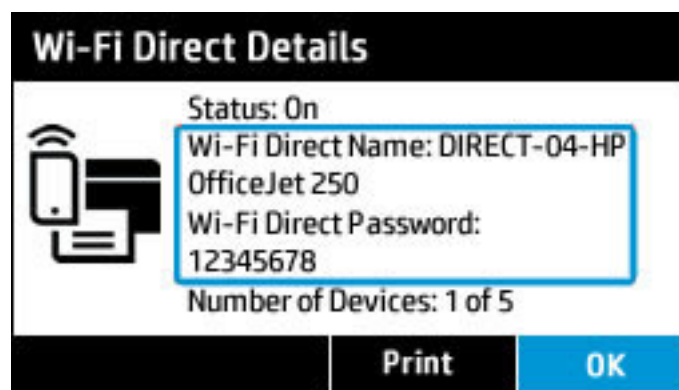 Wi-Fi Direct Details
Status: On
Wi-Fi Direct Name: DIRECT-04-HP
OfficeJet 250
Wi-Fi Direct Password:
12345678
Number of Devices: 1 of 5
Print
OK